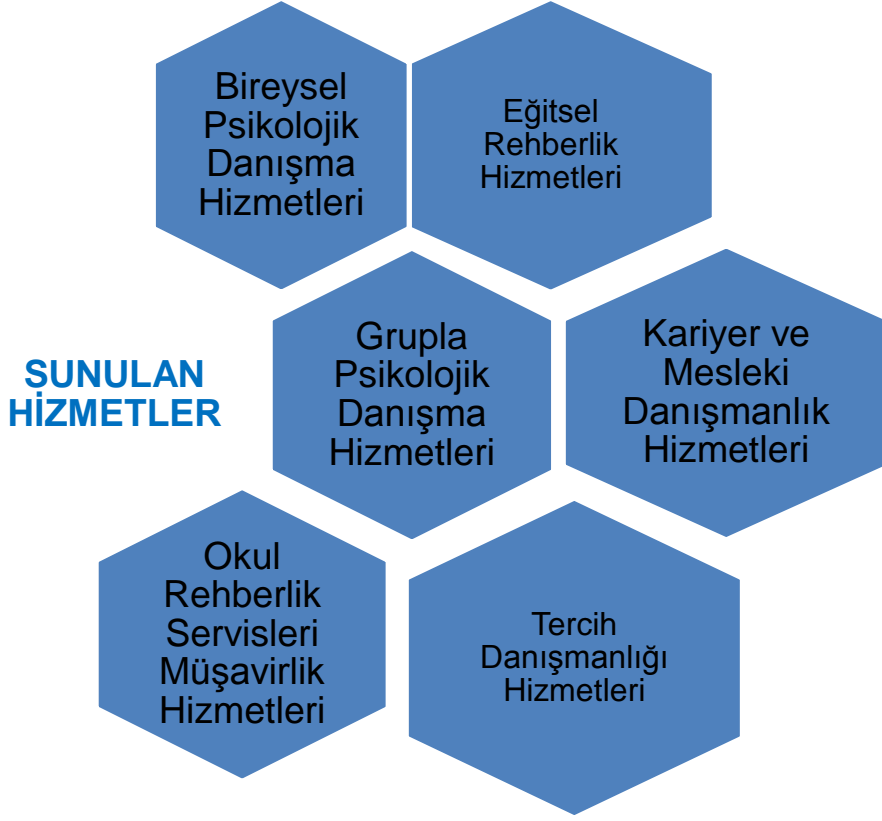 Bireysel
Psikolojik
Danışma
Hizmetleri
Eğitsel
Rehberlik
Hizmetleri
SUNULAN
HİZMETLER
Grupla
Psikolojik
Danışma
Hizmetleri
Kariyer ve
Mesleki
Danışmanlık
Hizmetleri
Okul
Rehberlik
Servisleri
Müşavirlik
Hizmetleri
Tercih
Danışmanlığı
Hizmetleri